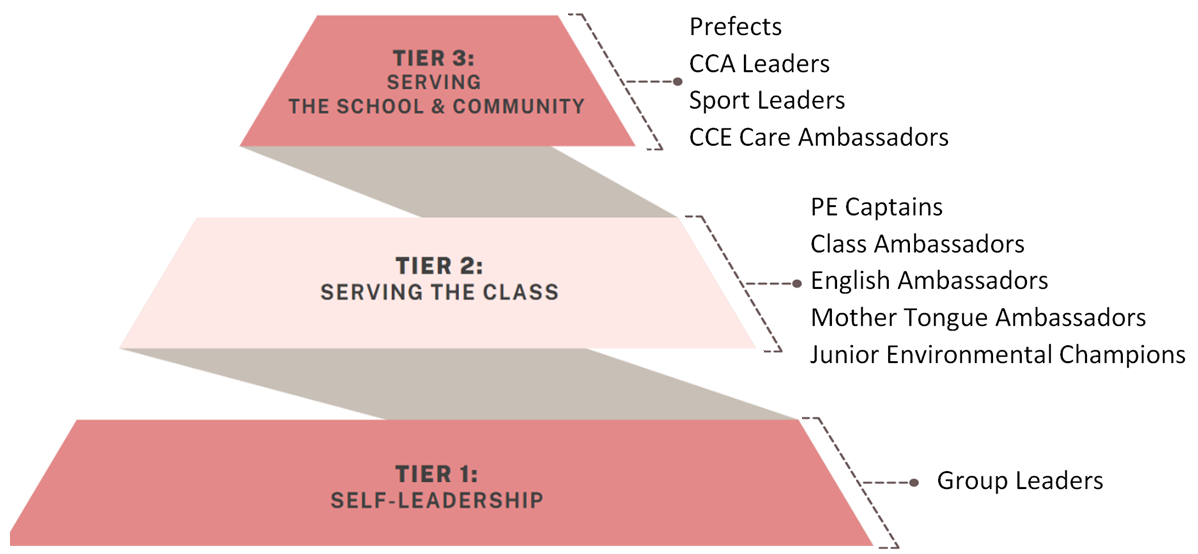 TIER 3:
SERVING
THE SCHOOL & COMMUNITY
Prefects
CCA Leaders
Sport Leaders
CCE Care Ambassadors
TIER 2:
SERVING THE CLASS
PE Captains
Class Ambassadors
English Ambassadors
Mother Tongue Ambassadors
Junior Environmental Champions
TIER 1:
SELF-LEADERSHIP
Group Leaders